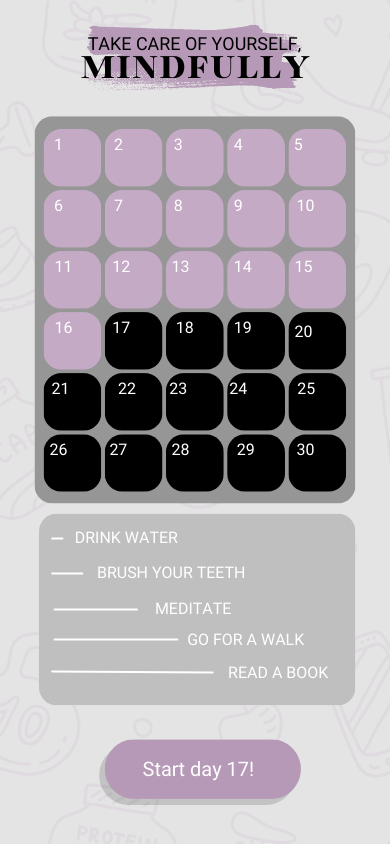 TAKE CARE OF YOURSELF,
MINDFULLY
1 2 3 4 5
6 7 8 9 10
11 12 13 14 15
16 17 18 19 20
21 22 23 24 25
26 27 28 29 30
DRINK WATER
BRUSH YOUR TEETH
MEDITATE
GO FOR A WALK
READ A BOOK
10
Start day 17!
PROTEIN